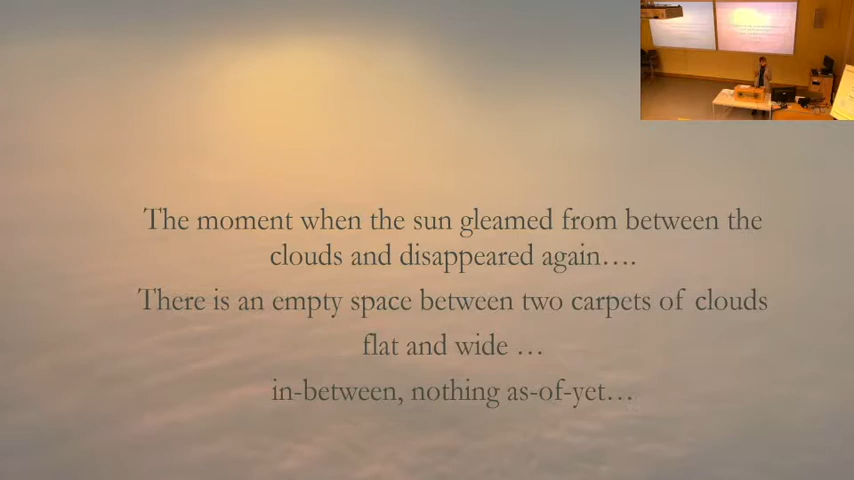 The moment when the sun gleamed from between the
clouds and disappeared again….
There is an empty space between two carpets of clouds
flat and wide …
in-between, nothing as-of-yet…